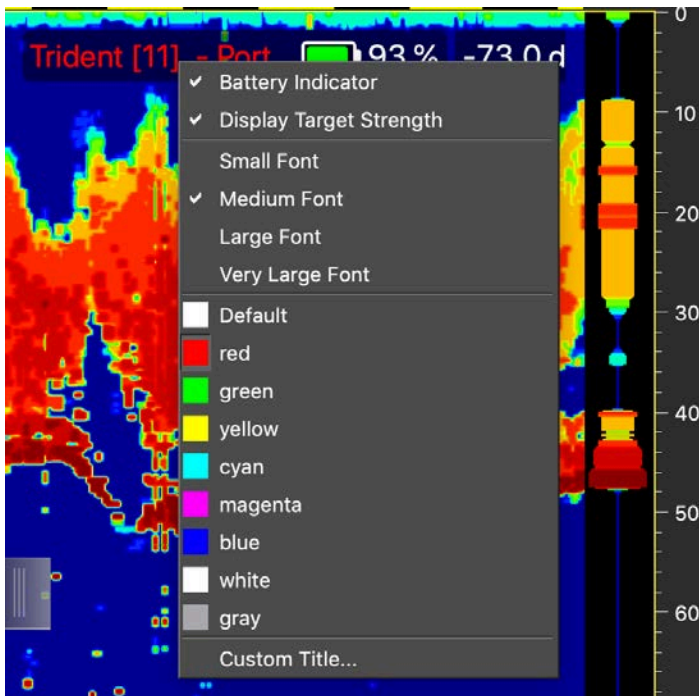 Trident [11] - Port 93 % -73.0 d
Battery Indicator
Display Target Strength
Small Font
Medium Font
Large Font
Very Large Font
Default
red
green
yellow
cyan
magenta
blue
white
gray
Custom Title...
0
10
20
30
40
50
60